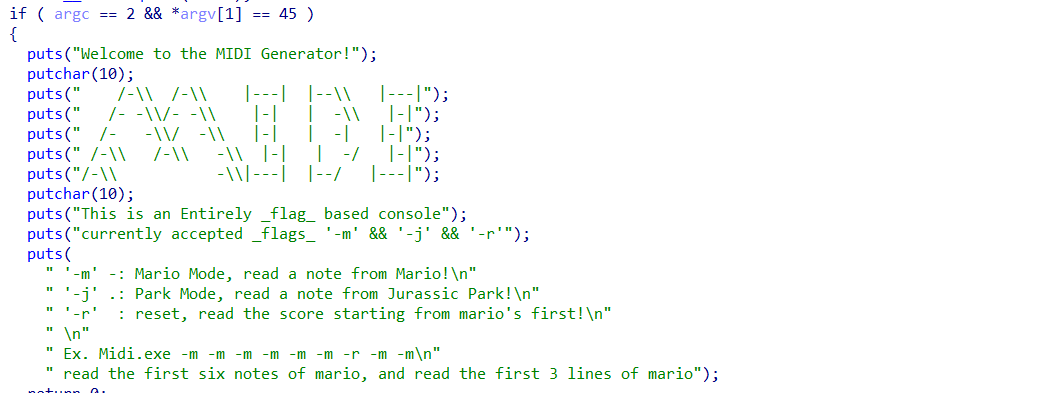 if ( argc == 2 && *argv[1] == 45 )
{
  puts("Welcome to the MIDI Generator!");
  putchar(10);
  puts("    /-\\  /-\\    |---|  |--\\   |---|");
  puts("   /- -\\/- -\\    |-|   |  -\\   |-|");
  puts("  /-   -\\/  -\\   |-|   |  -|   |-|");
  puts(" /-\\   /-\\   -\\  |-|   |  -/   |-|");
  puts("/-\\           -\\|---|  |--/   |---|");
  putchar(10);
  puts("This is an Entirely _flag_ based console");
  puts("currently accepted _flags_ '-m' && '-j' && '-r'");
  puts(
    " '-m' -: Mario Mode, read a note from Mario!\n"
    " '-j' .: Park Mode, read a note from Jurassic Park!\n"
    " '-r'  : reset, read the score starting from mario's first!\n"
    " \n"
    " Ex. Midi.exe -m -m -m -m -m -m -r -m -m\n"
    " read the first six notes of mario, and read the first 3 lines of mario");